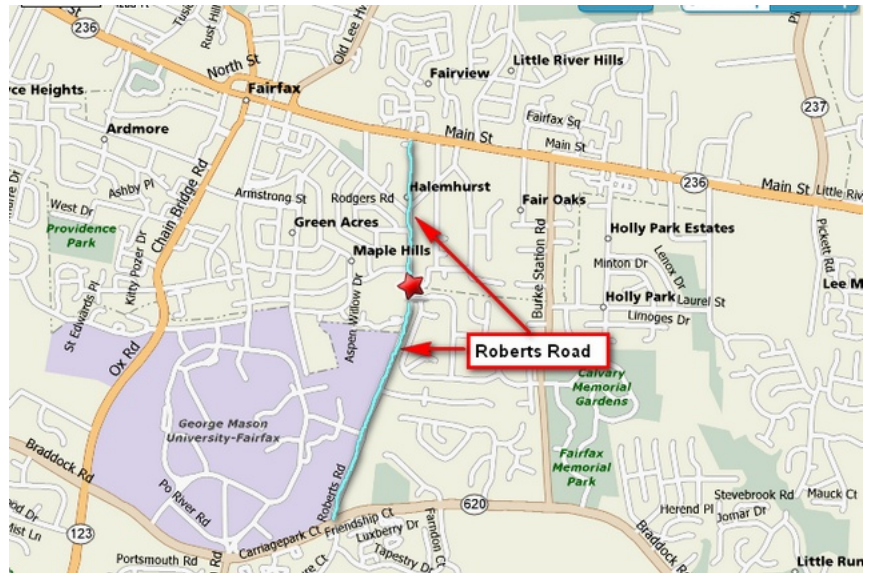 236
Rust Hill
Old Lee Hw
North St
Fairview
Little River Hills
237
Fairfax
yce Heights
Ardmore
Main St
Fairfax Sq
Main St
236
Main St
Little Riv
Chain Bridge Rd
Ashby Pl
West Dr
Armstrong St
Rodgers Rd
Halemhurst
Fair Oaks
Providence
Park
Green Acres
Holly Park Estates
Kitty Pozer Dr
Maple Hills
Burke Station Rd
Minton Dr
Lenox Dr
Pickett Rd
Lee M
St Edwards Pl
Holly Park
Laurel St
Limoges Dr
Aspen Willow Dr
Ox Rd
Roberts Road
Calvary
Memorial
Gardens
George Mason
University-Fairfax
Fairfax
Memorial
Park
Braddock Rd
Po River Rd
Roberts Rd
620
Stevebrook Rd
Mauck Ct
Herend Pl
Jomar Dr
Mist Ln
123
Carriagepark Ct
Friendship Ct
Luxberry Dr
Farndon Ct
Braddock R
Portsmouth Rd
Rd
Tapestry D
Little Run